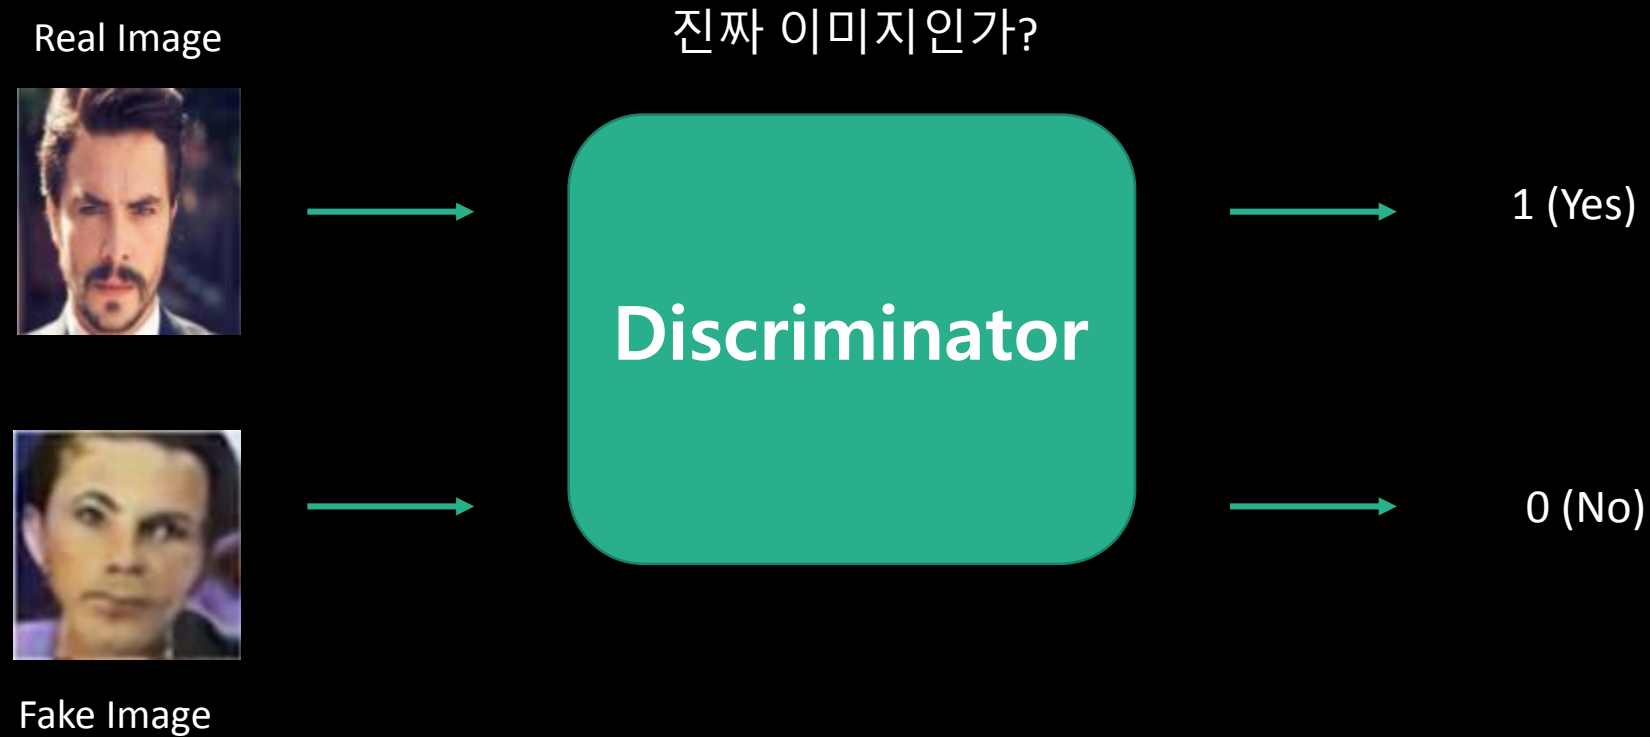 Real Image
진짜 이미지인가?
1 (Yes)
Discriminator
0 (No)
Fake Image